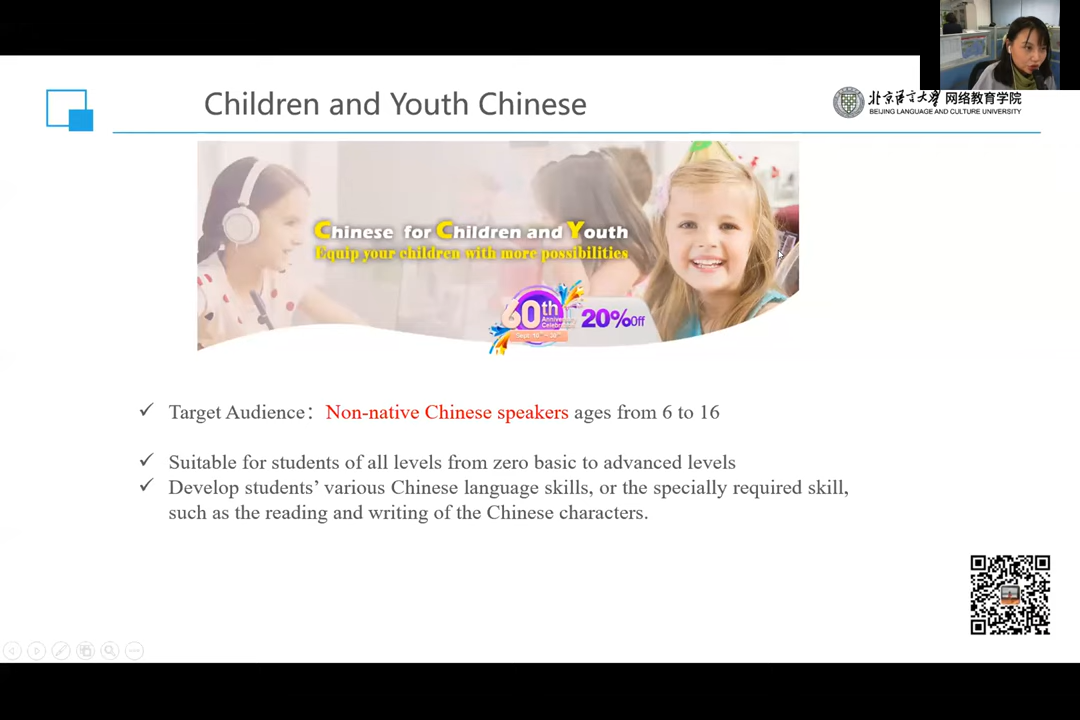 Children and Youth Chinese
北京语言大学 网络教育学院
BEIJING LANGUAGE AND CULTURE UNIVERSITY
Chinese for Children and Youth
Equip your children with more possibilities
60th
Anniversary
Celebration
20%Off
✓ Target Audience：Non-native Chinese speakers ages from 6 to 16
✓ Suitable for students of all levels from zero basic to advanced levels
✓ Develop students’ various Chinese language skills, or the specially required skill,
such as the reading and writing of the Chinese characters.